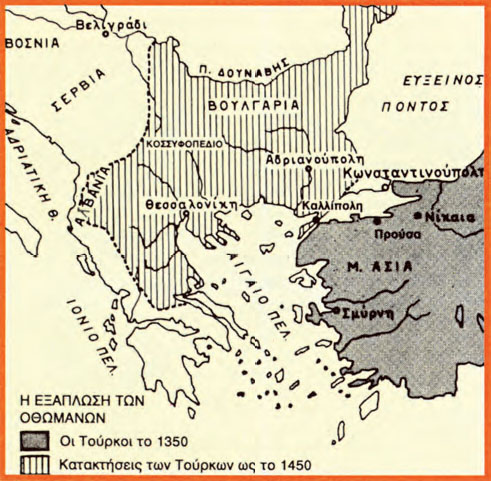 Βελιγράδι
ΒΟΣΝΙΑ
ΣΕΡΒΙΑ
Π. ΔΟΥΝΑΒΗΣ
ΒΟΥΛΓΑΡΙΑ
ΕΥΞΕΙΝΟΣ
ΠΟΝΤΟΣ
ΑΔΡΙΑΤΙΚΗ Θ.
ΚΟΣΣΥΦΟΠΕΔΙΟ
Αδριανούπολη
Κωνσταντινούπολη
ΑΛΒΑΝΙΑ
Θεσσαλονίκη
Καλλίπολη
Νίκαια
Προύσα
Μ. ΑΣΙΑ
ΑΙΓΑΙΟ ΠΕΛ.
ΙΟΝΙΟ ΠΕΛ.
Σμύρνη
Η ΕΞΑΠΛΩΣΗ ΤΩΝ
ΟΘΩΜΑΝΩΝ
Οι Τούρκοι το 1350
Κατακτήσεις των Τούρκων ως το 1450